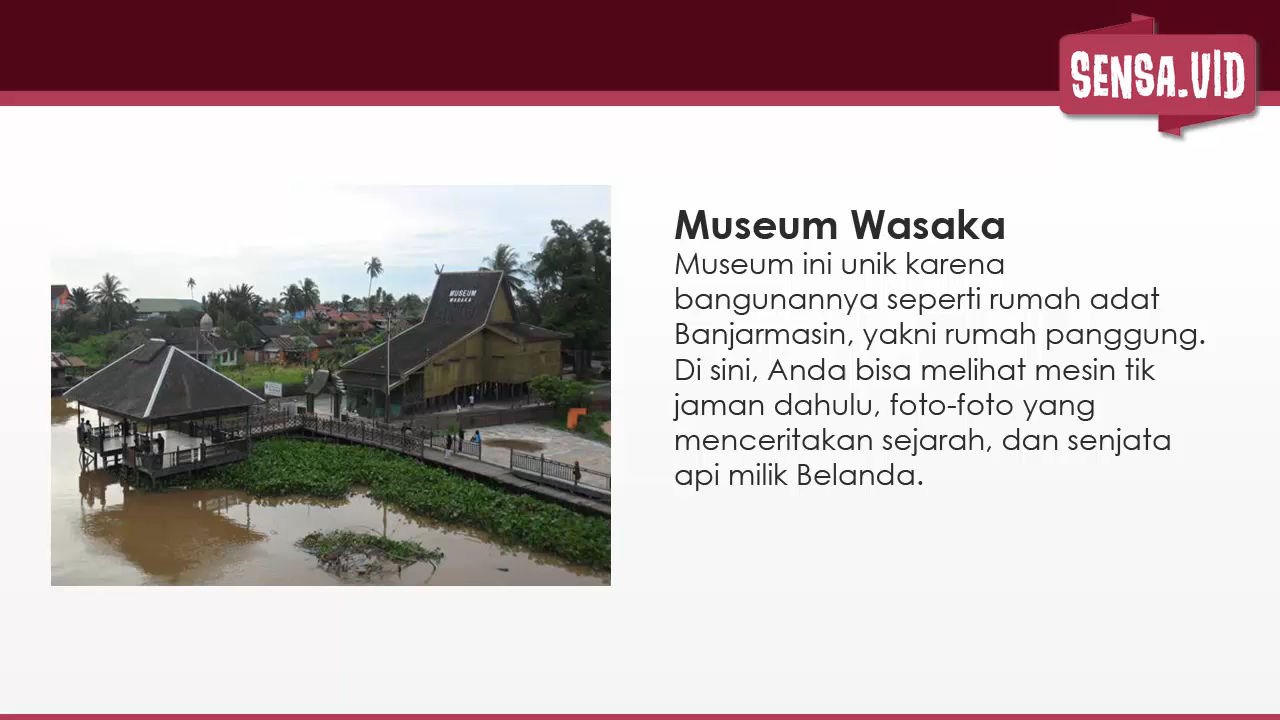 SENSA.VID
Museum Wasaka
Museum ini unik karena
bangunannya seperti rumah adat
Banjarmasin, yakni rumah panggung.
Di sini, Anda bisa melihat mesin tik
jaman dahulu, foto-foto yang
menceritakan sejarah, dan senjata
api milik Belanda.
MUSEUM
WASAKA